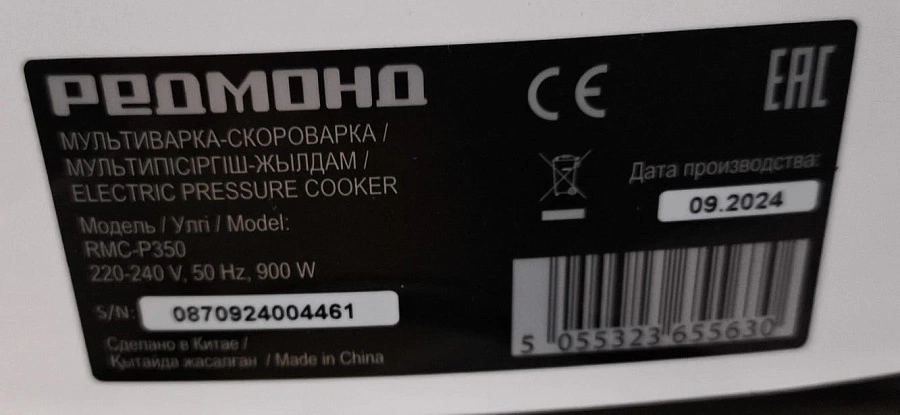 РЕДМОНД
МУЛЬТИВАРКА-СКОРОВАРКА /
МУЛЬТИПІСІРГІШ-ЖЫЛДАМ /
ELECTRIC PRESSURE COOKER
Модель / Улгі / Model:
RMC-P350
220-240 V, 50 Hz, 900 W
S/N: 0870924004461
Сделано в Китае /
Қытайда жасалған / Made in China
CE
EAC
Дата производства:
09.2024
5 055323 655630